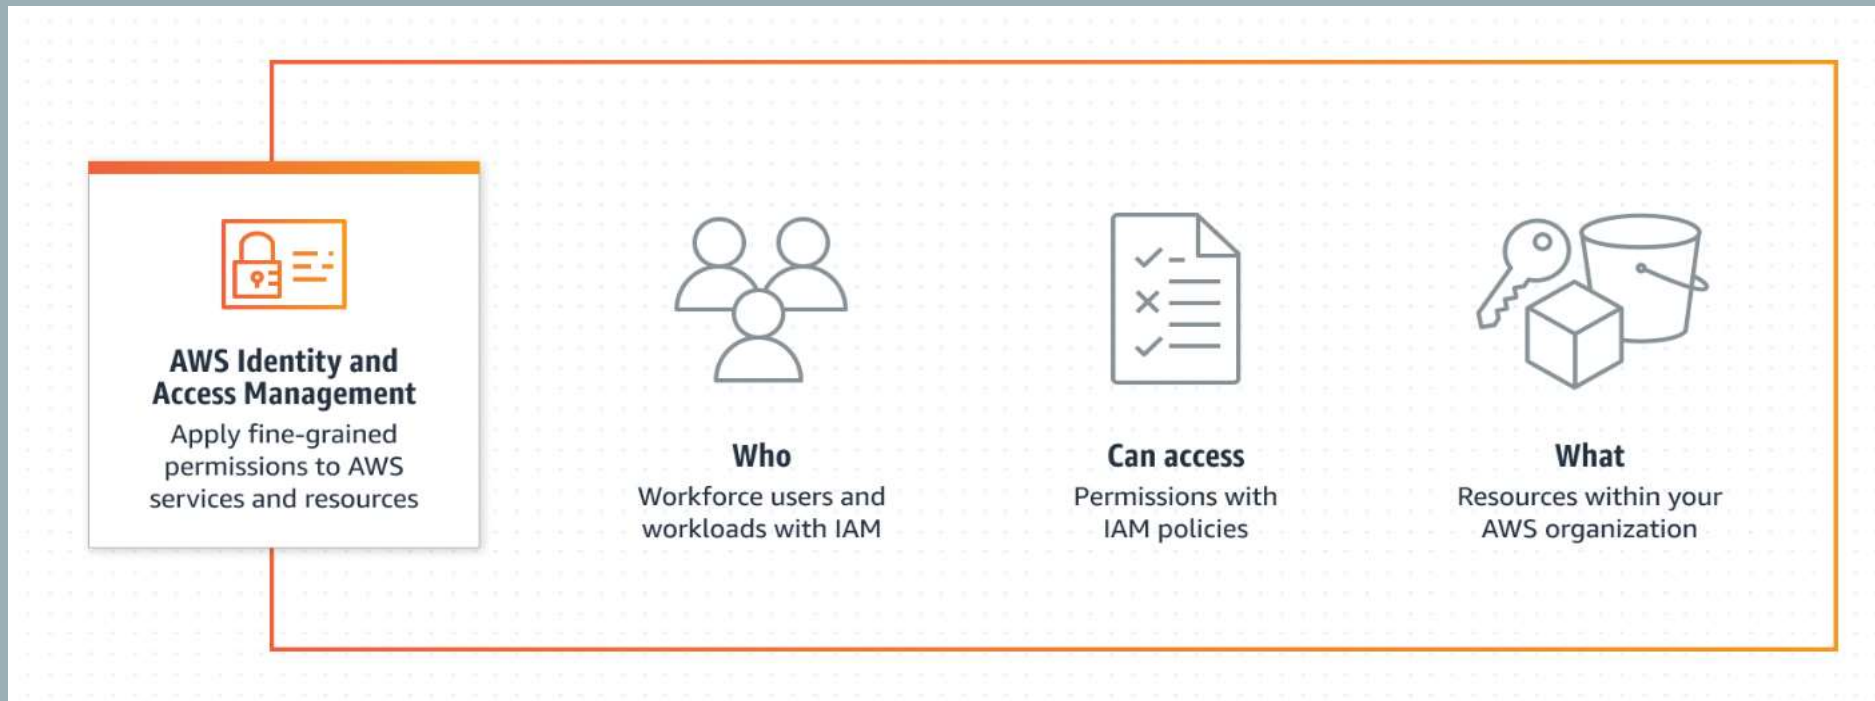 AWS Identity and
Access Management
Apply fine-grained
permissions to AWS
services and resources
Who
Workforce users and
workloads with IAM
Can access
Permissions with
IAM policies
What
Resources within your
AWS organization